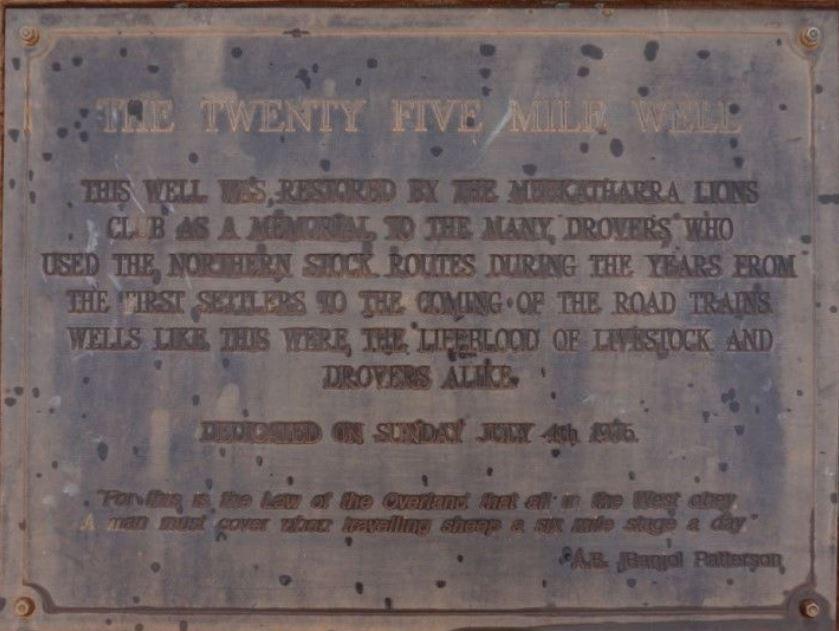 THE TWENTY FIVE MILE WELL
THIS WELL WAS RESTORED BY THE MEEKATHARRA LIONS
CLUB AS A MEMORIAL TO THE MANY DROVERS WHO
USED THE NORTHERN STOCK ROUTES DURING THE YEARS FROM
THE FIRST SETTLERS TO THE COMING OF THE ROAD TRAINS
WELLS LIKE THIS WERE THE LIFEBLOOD OF LIVESTOCK AND
DROVERS ALIKE.
DEDICATED ON SUNDAY JULY 4th 1976.
"For this is the Law of the Overland that all in the West obey
A man must cover when travelling sheep a six mile stage a day"
A.B. (Banjo) Patterson